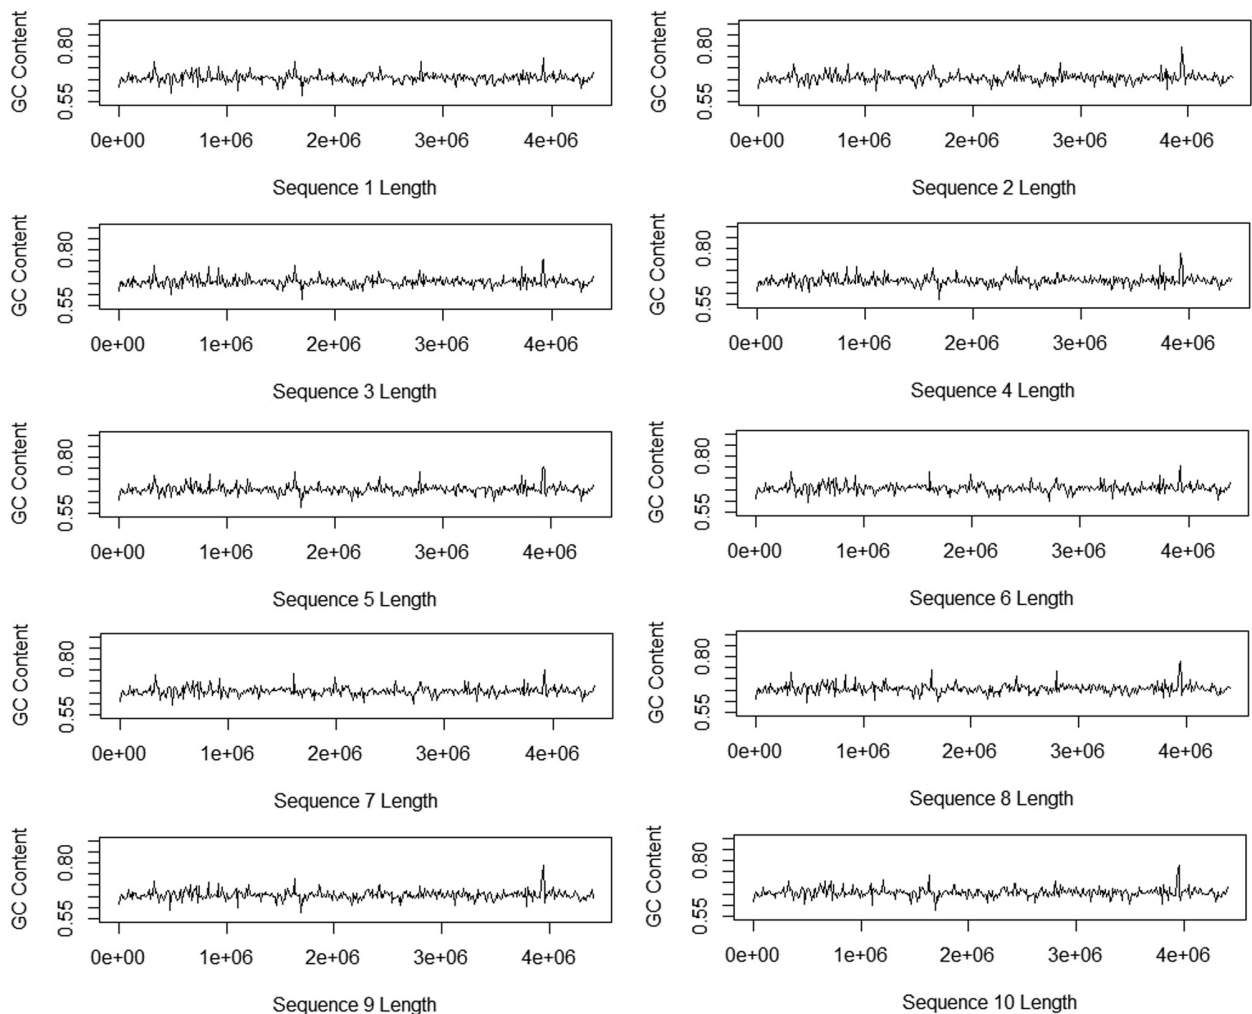 GC Content
0.80
0.55
0e+00 1e+06 2e+06 3e+06 4e+06
Sequence 1 Length
GC Content
0.80
0.55
0e+00 1e+06 2e+06 3e+06 4e+06
Sequence 2 Length
GC Content
0.80
0.55
0e+00 1e+06 2e+06 3e+06 4e+06
Sequence 3 Length
GC Content
0.80
0.55
0e+00 1e+06 2e+06 3e+06 4e+06
Sequence 4 Length
GC Content
0.80
0.55
0e+00 1e+06 2e+06 3e+06 4e+06
Sequence 5 Length
GC Content
0.80
0.55
0e+00 1e+06 2e+06 3e+06 4e+06
Sequence 6 Length
GC Content
0.80
0.55
0e+00 1e+06 2e+06 3e+06 4e+06
Sequence 7 Length
GC Content
0.80
0.55
0e+00 1e+06 2e+06 3e+06 4e+06
Sequence 8 Length
GC Content
0.80
0.55
0e+00 1e+06 2e+06 3e+06 4e+06
Sequence 9 Length
GC Content
0.80
0.55
0e+00 1e+06 2e+06 3e+06 4e+06
Sequence 10 Length